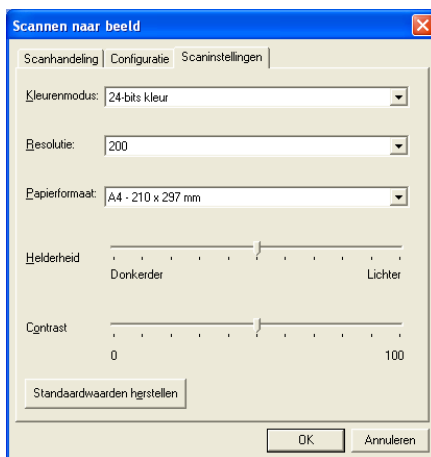 Scannen naar beeld
Scanhandeling Configuratie Scaninstellingen
Kleurenmodus: 24-bits kleur
Resolutie: 200
Papierformaat: A4 - 210 x 297 mm
Helderheid
Donkerder Lichter
Contrast
0 100
Standaardwaarden herstellen
OK Annuleren